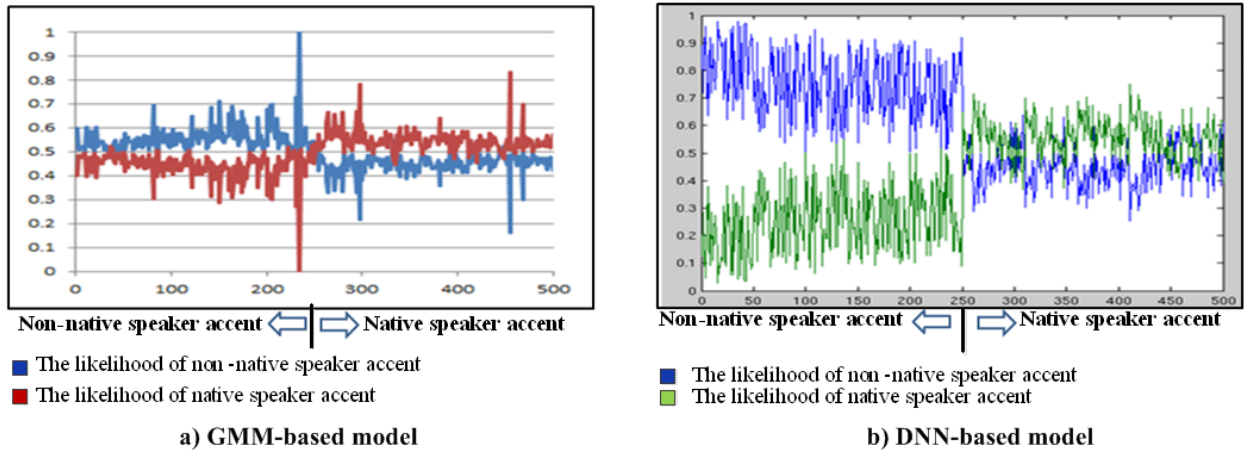 1
0.9
0.8
0.7
0.6
0.5
0.4
0.3
0.2
0.1
0
0 100 200 300 400 500
Non-native speaker accent Native speaker accent
The likelihood of non -native speaker accent
The likelihood of native speaker accent
a) GMM-based model
1
0.9
0.8
0.7
0.6
0.5
0.4
0.3
0.2
0.1
0
0 50 100 150 200 250 300 350 400 450 500
Non-native speaker accent Native speaker accent
The likelihood of non -native speaker accent
The likelihood of native speaker accent
b) DNN-based model